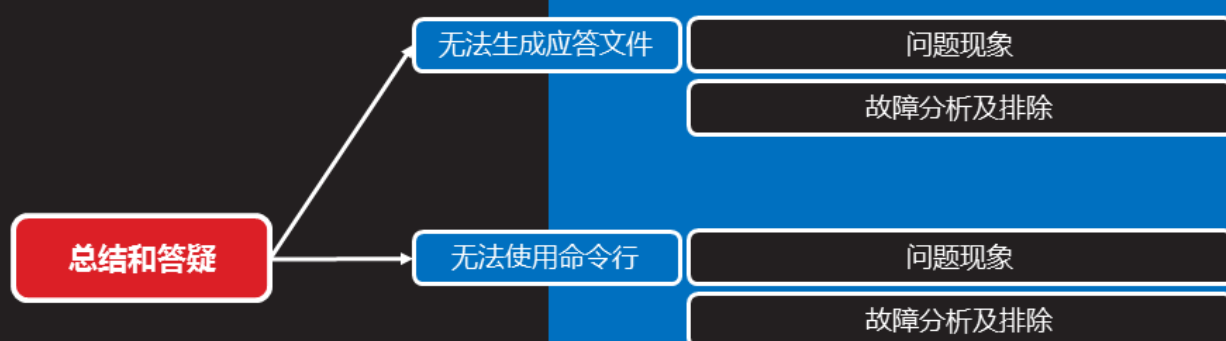 无法生成应答文件
问题现象
故障分析及排除
总结和答疑
无法使用命令行
问题现象
故障分析及排除